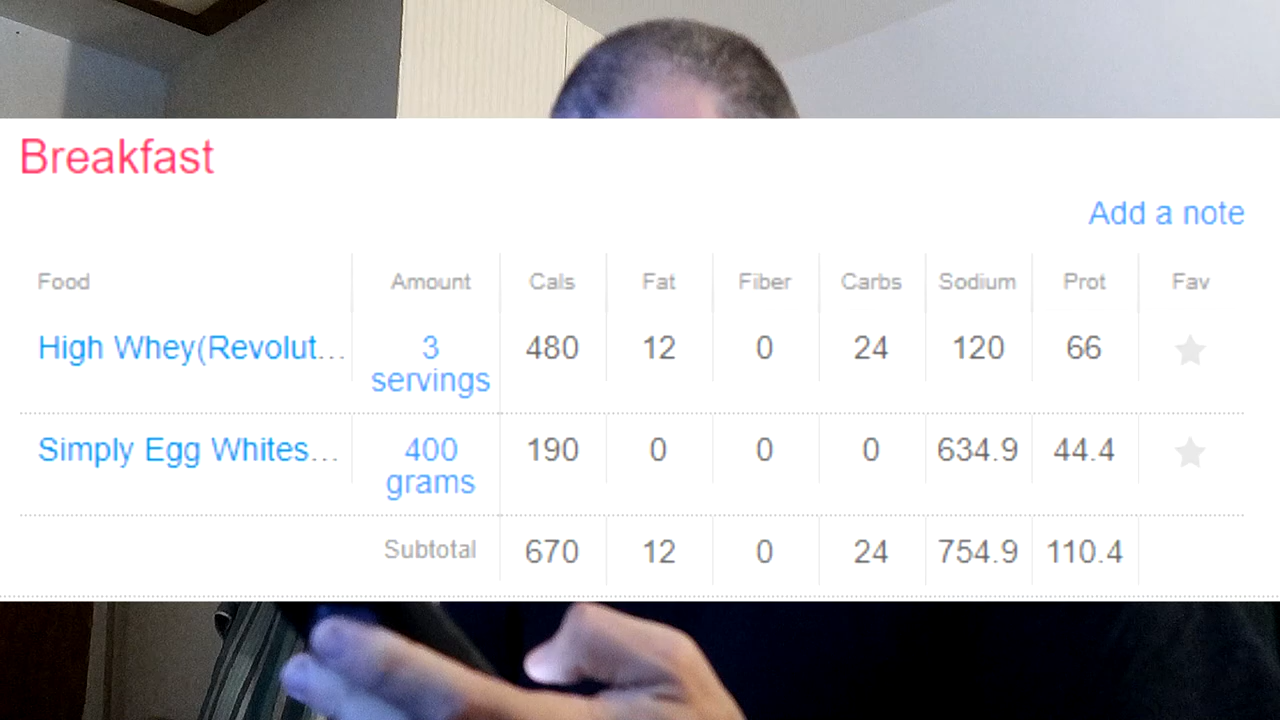 Breakfast
Add a note
Food Amount Cals Fat Fiber Carbs Sodium Prot Fav
High Whey(Revolut... 3 servings 480 12 0 24 120 66
Simply Egg Whites... 400 grams 190 0 0 0 634.9 44.4
Subtotal 670 12 0 24 754.9 110.4